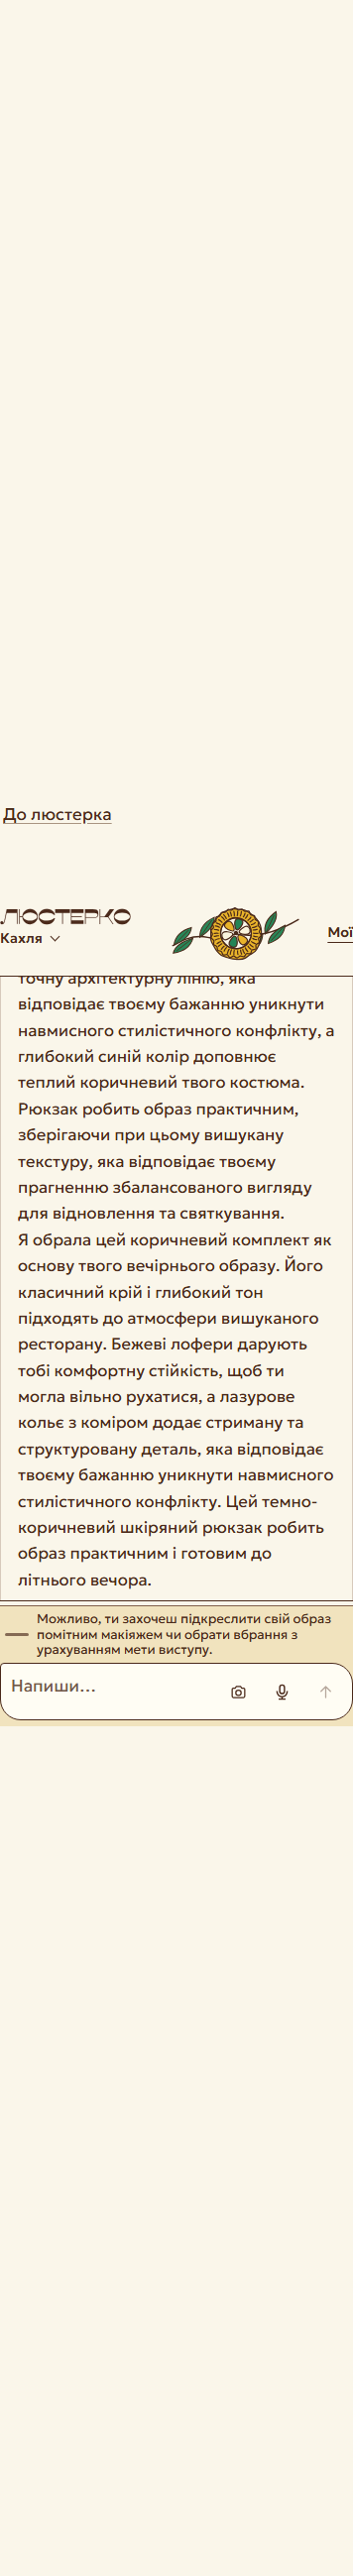 До люстерка
ЛЮСТЕРКО
Кахля
Мої
точну архітектурну лінію, яка
відповідає твоєму бажанню уникнути
навмисного стилістичного конфлікту, а
глибокий синій колір доповнює
теплий коричневий твого костюма.
Рюкзак робить образ практичним,
зберігаючи при цьому вишукану
текстуру, яка відповідає твоєму
прагненню збалансованого вигляду
для відновлення та святкування.
Я обрала цей коричневий комплект як
основу твого вечірнього образу. Його
класичний крій і глибокий тон
підходять до атмосфери вишуканого
ресторану. Бежеві лофери дарують
тобі комфортну стійкість, щоб ти
могла вільно рухатися, а лазурове
кольє з коміром додає стриману та
структуровану деталь, яка відповідає
твоєму бажанню уникнути навмисного
стилістичного конфлікту. Цей темно-
коричневий шкіряний рюкзак робить
образ практичним і готовим до
літнього вечора.
Можливо, ти захочеш підкреслити свій образ
помітним макіяжем чи обрати вбрання з
урахуванням мети виступу.
Напиши...